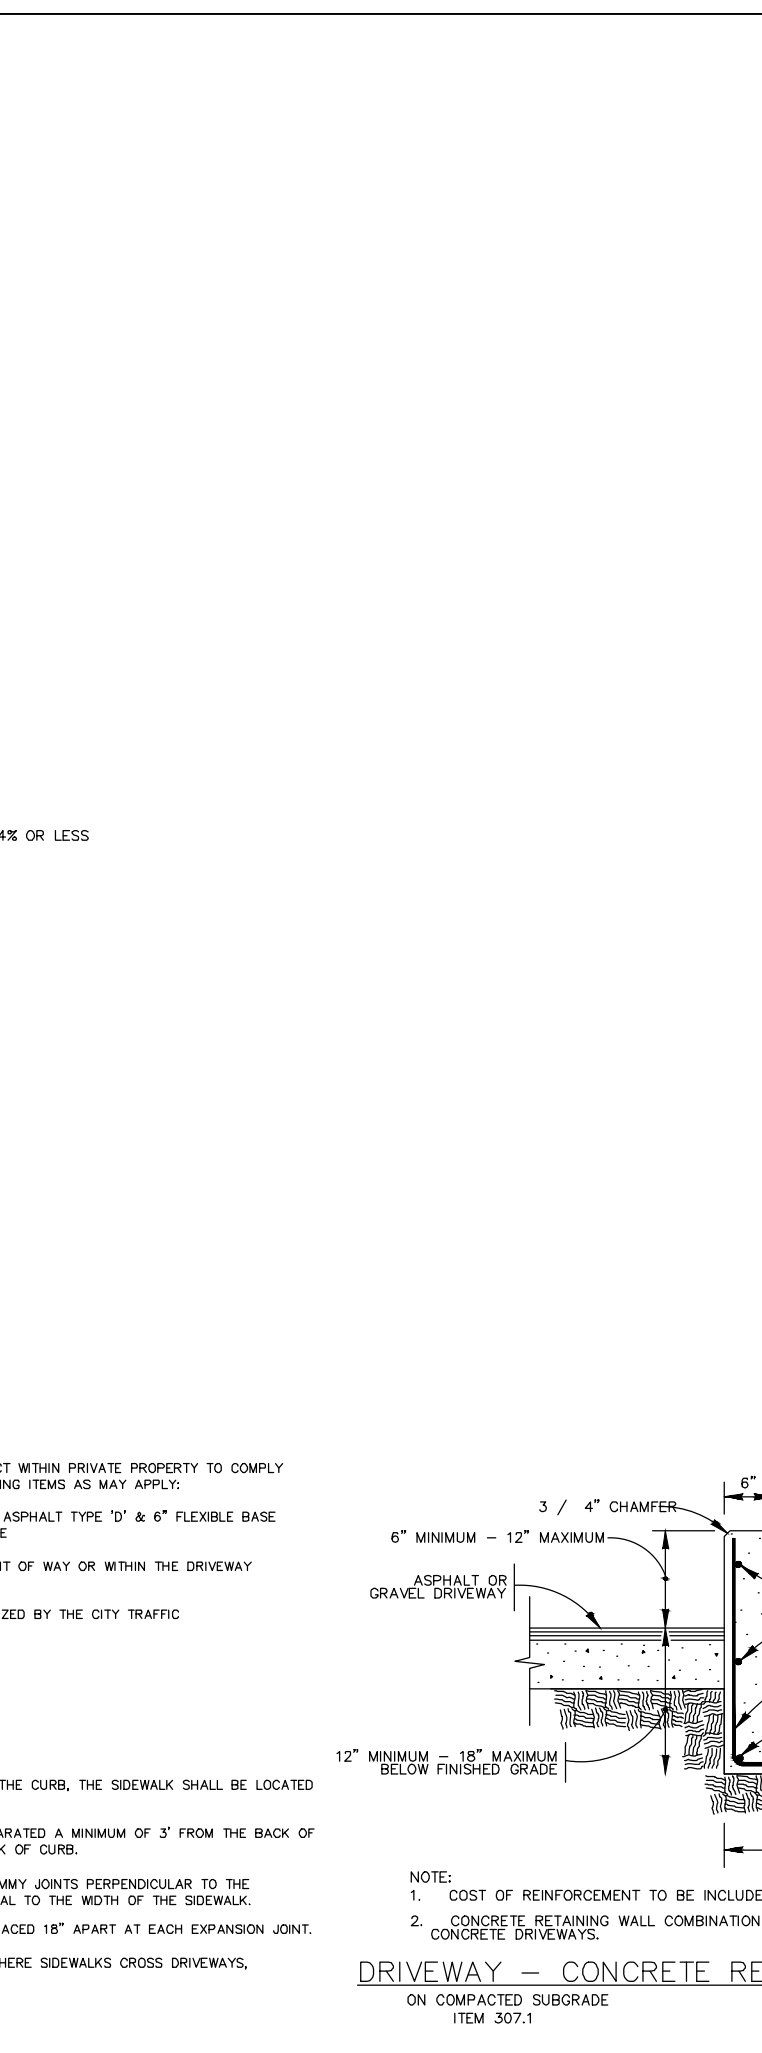 4% OR LESS
CT WITHIN PRIVATE PROPERTY TO COMPLY
NG ITEMS AS MAY APPLY:
ASPHALT TYPE 'D' & 6" FLEXIBLE BASE
E
T OF WAY OR WITHIN THE DRIVEWAY
ZED BY THE CITY TRAFFIC
THE CURB, THE SIDEWALK SHALL BE LOCATED
ARATED A MINIMUM OF 3' FROM THE BACK OF
K OF CURB.
MMY JOINTS PERPENDICULAR TO THE
AL TO THE WIDTH OF THE SIDEWALK.
ACED 18" APART AT EACH EXPANSION JOINT.
HERE SIDEWALKS CROSS DRIVEWAYS,
6"
3 / 4" CHAMFER
6" MINIMUM – 12" MAXIMUM
ASPHALT OR
GRAVEL DRIVEWAY
12" MINIMUM – 18" MAXIMUM
BELOW FINISHED GRADE
NOTE:
1. COST OF REINFORCEMENT TO BE INCLUDE
2. CONCRETE RETAINING WALL COMBINATION
CONCRETE DRIVEWAYS.
DRIVEWAY – CONCRETE RE
ON COMPACTED SUBGRADE
ITEM 307.1